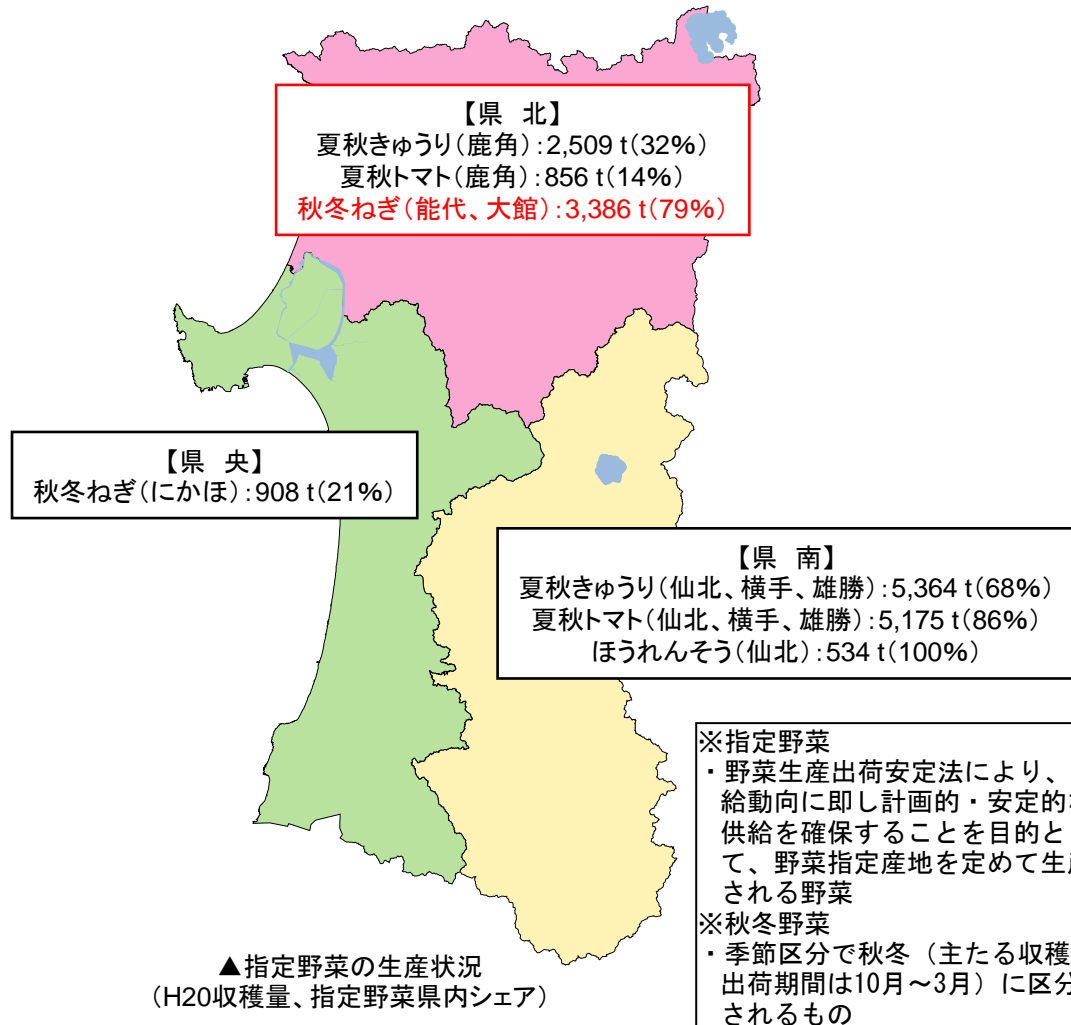 【県 北】
夏秋きゅうり(鹿角):2,509 t(32%)
夏秋トマト(鹿角):856 t(14%)
秋冬ねぎ(能代、大館):3,386 t(79%)
【県 央】
秋冬ねぎ(にかほ):908 t(21%)
【県 南】
夏秋きゅうり(仙北、横手、雄勝):5,364 t(68%)
夏秋トマト(仙北、横手、雄勝):5,175 t(86%)
ほうれんそう(仙北):534 t(100%)
※指定野菜
・野菜生産出荷安定法により、
給動向に即し計画的・安定的な
供給を確保することを目的と
て、野菜指定産地を定めて生産
される野菜
※秋冬野菜
・季節区分で秋冬(主たる収穫
出荷期間は10月～3月)に区分
されるもの
▲指定野菜の生産状況
(H20収穫量、指定野菜県内シェア)